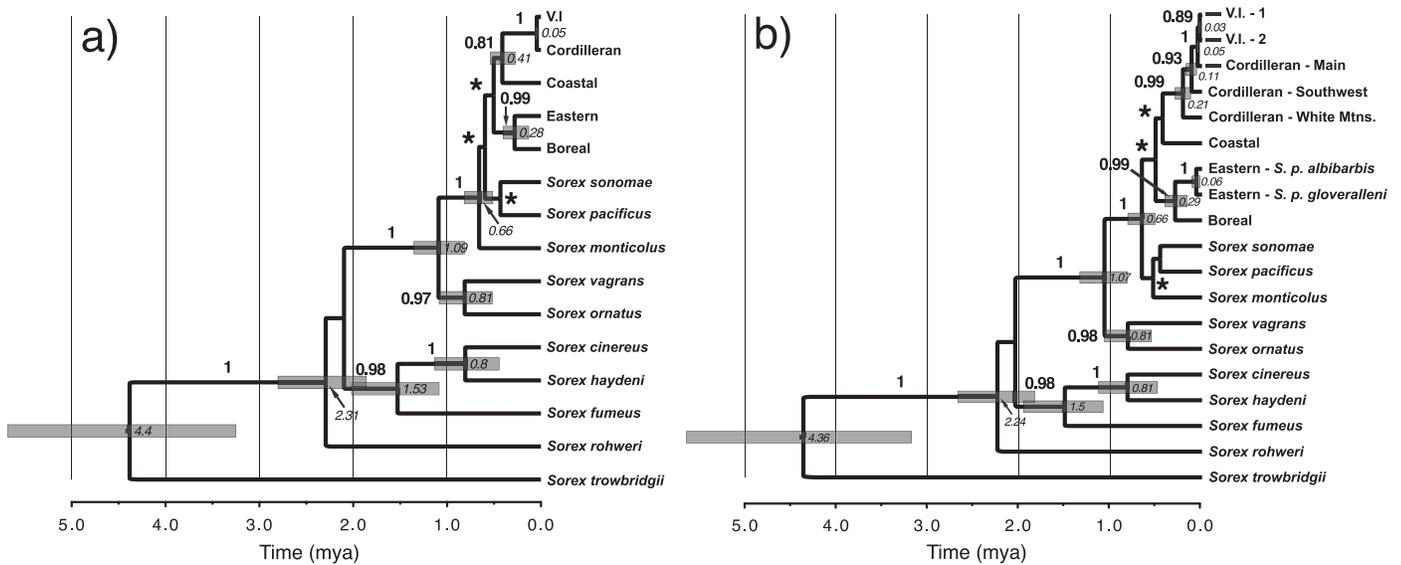 a)
1
V.I
0.05
Cordilleran
0.81
0.41
Coastal
*
0.99
Eastern
0.28
Boreal
*
1
Sorex sonomae
*
Sorex pacificus
0.66
1
Sorex monticolus
1.09
Sorex vagrans
0.97
0.81
Sorex ornatus
1
Sorex cinereus
0.8
0.98
Sorex haydeni
1.53
1
2.31
Sorex fumeus
4.4
Sorex rohweri
Sorex trowbridgii
5.0 4.0 3.0 2.0 1.0 0.0
Time (mya)
b)
0.89
V.I. - 1
0.03
1
V.I. - 2
0.05
0.93
Cordilleran - Main
0.11
0.99
Cordilleran - Southwest
0.21
*
Cordilleran - White Mtns.
*
Coastal
0.99
1
Eastern - S. p. albibarbis
0.06
Eastern - S. p. gloveralleni
0.29
1
0.66
Boreal
Sorex sonomae
1
1.07
Sorex pacificus
*
Sorex monticolus
Sorex vagrans
0.98
0.81
Sorex ornatus
1
Sorex cinereus
0.81
0.98
Sorex haydeni
1.5
1
2.24
Sorex fumeus
4.36
Sorex rohweri
Sorex trowbridgii
5.0 4.0 3.0 2.0 1.0 0.0
Time (mya)